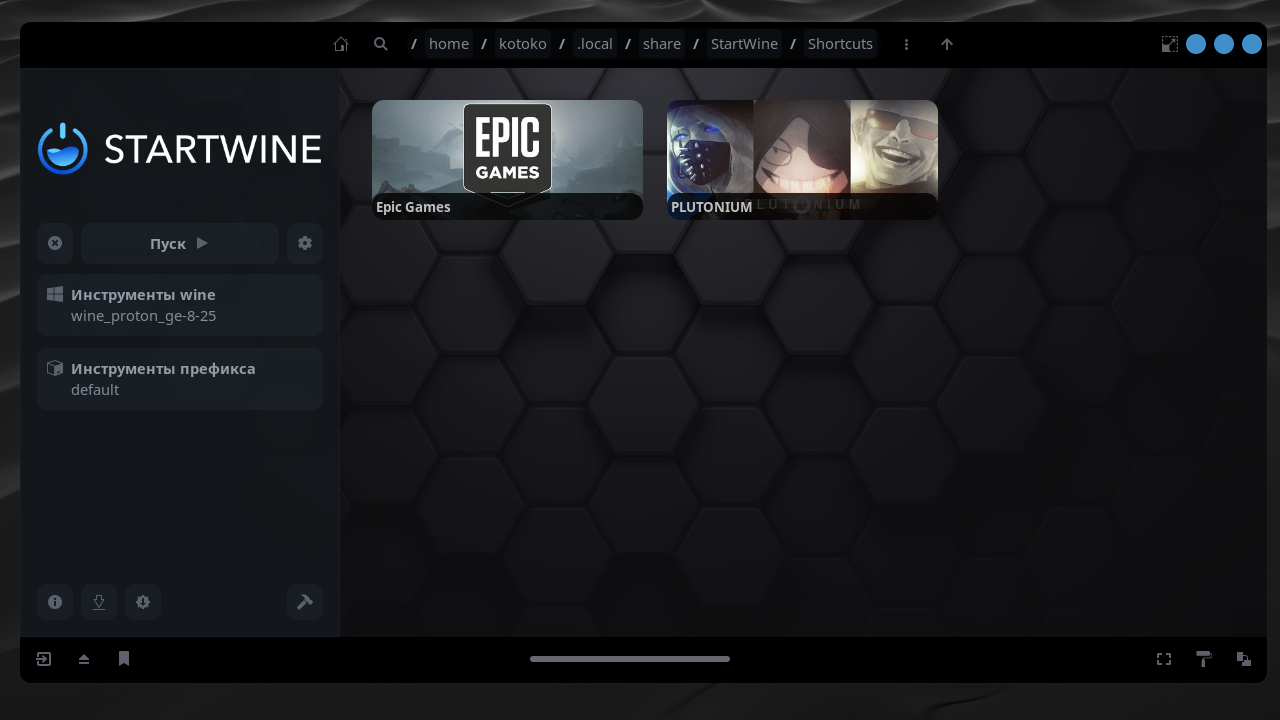 / home / kotoko / .local / share / StartWine / Shortcuts
STARTWINE
Пуск
Инструменты wine
wine_proton_ge-8-25
Инструменты префикса
default
EPIC
GAMES
Epic Games
PLUTONIUM
PLUTONIUM